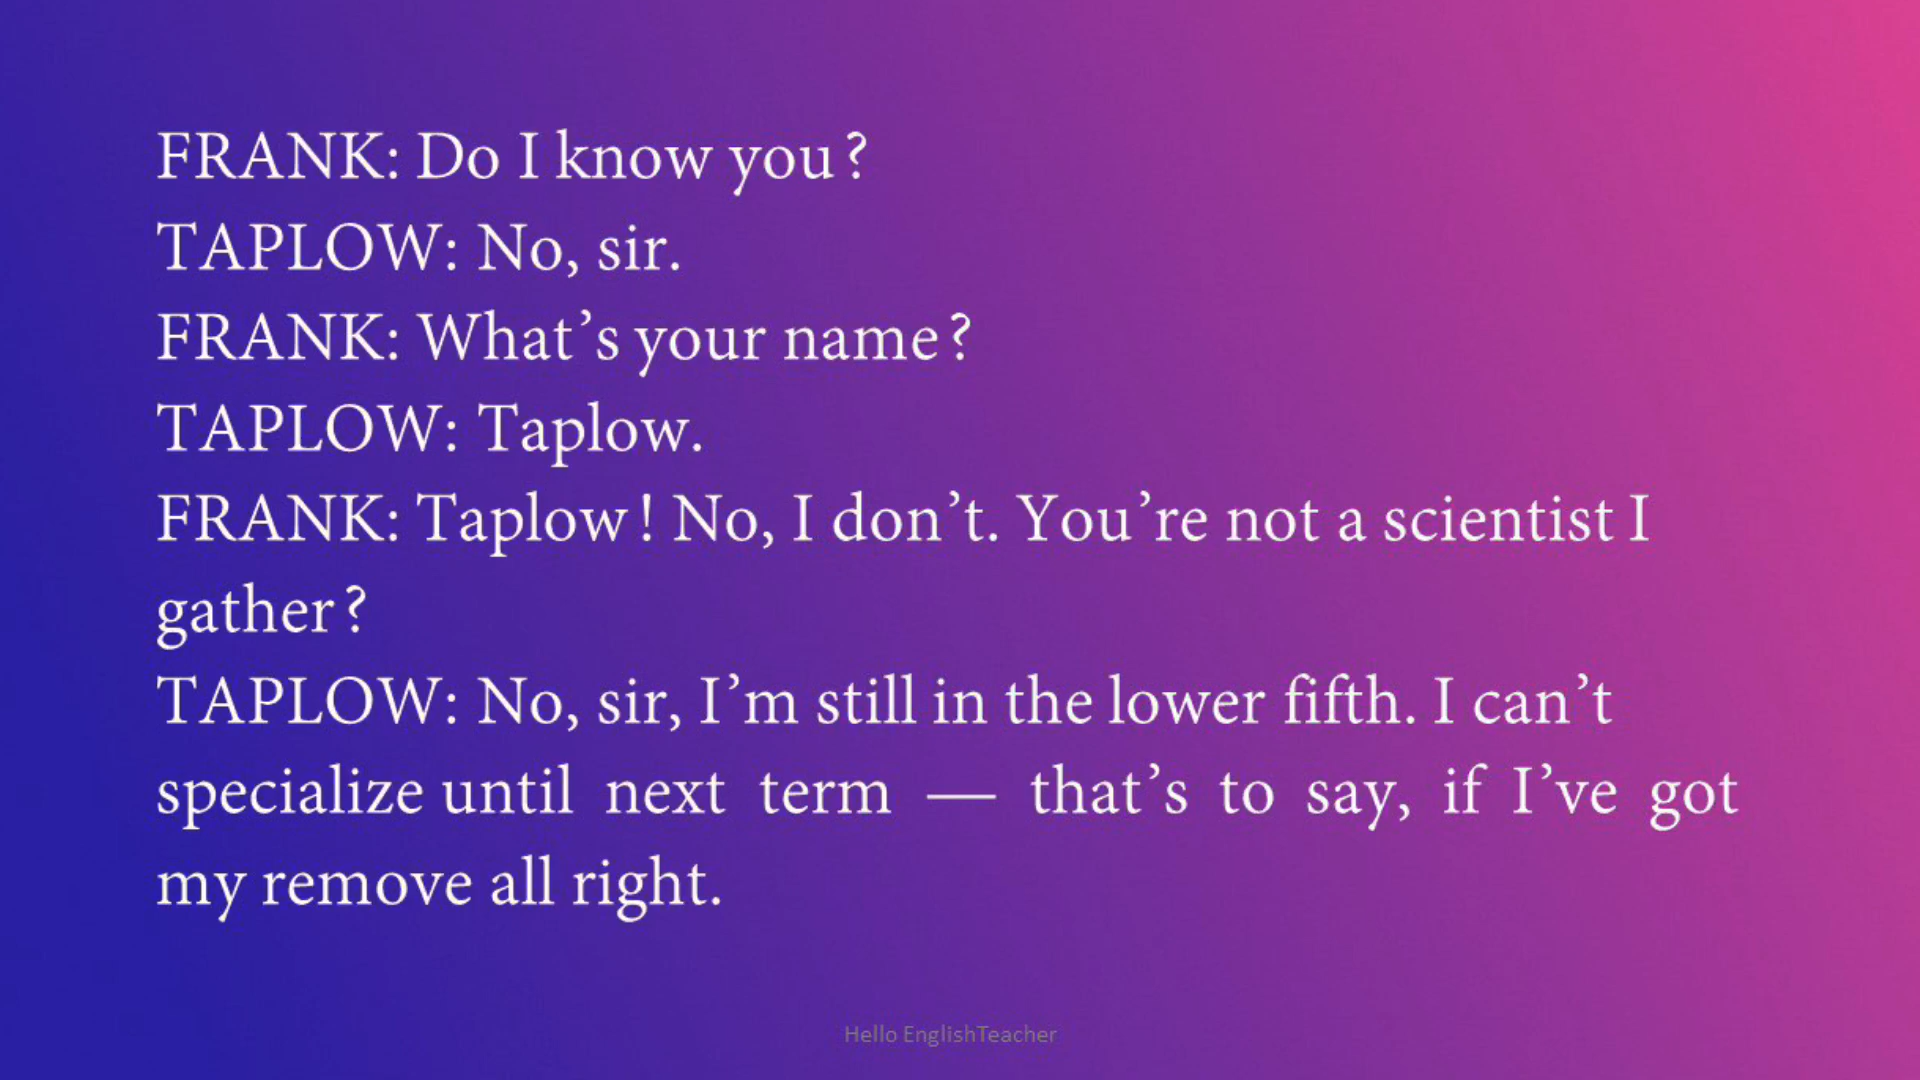 FRANK: Do I know you?
TAPLOW: No, sir.
FRANK: What’s your name?
TAPLOW: Taplow.
FRANK: Taplow! No, I don’t. You’re not a scientist I
gather?
TAPLOW: No, sir, I’m still in the lower fifth. I can’t
specialize until next term — that’s to say, if I’ve got
my remove all right.
Hello EnglishTeacher